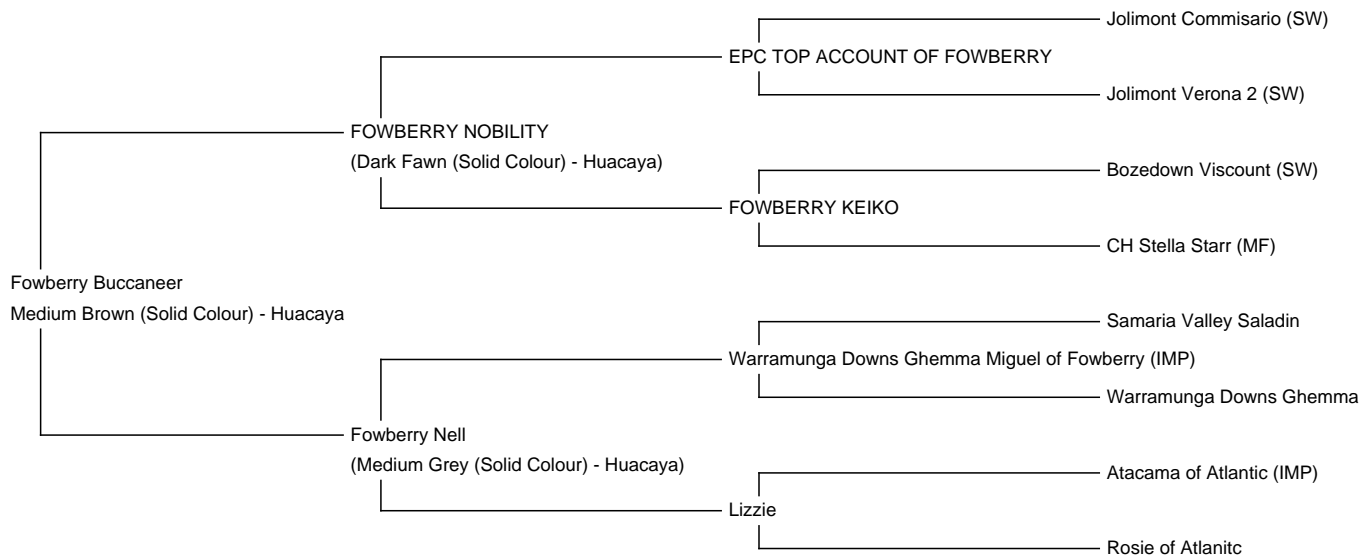 Jolimont Commisario (SW)
EPC TOP ACCOUNT OF FOWBERRY
Jolimont Verona 2 (SW)
FOWBERRY NOBILITY
(Dark Fawn (Solid Colour) - Huacaya)
Bozedown Viscount (SW)
FOWBERRY KEIKO
CH Stella Starr (MF)
Fowberry Buccaneer
Medium Brown (Solid Colour) - Huacaya
Samaria Valley Saladin
Warramunga Downs Ghemma Miguel of Fowberry (IMP)
Warramunga Downs Ghemma
Fowberry Nell
(Medium Grey (Solid Colour) - Huacaya)
Atacama of Atlantic (IMP)
Lizzie
Rosie of Atlanitc